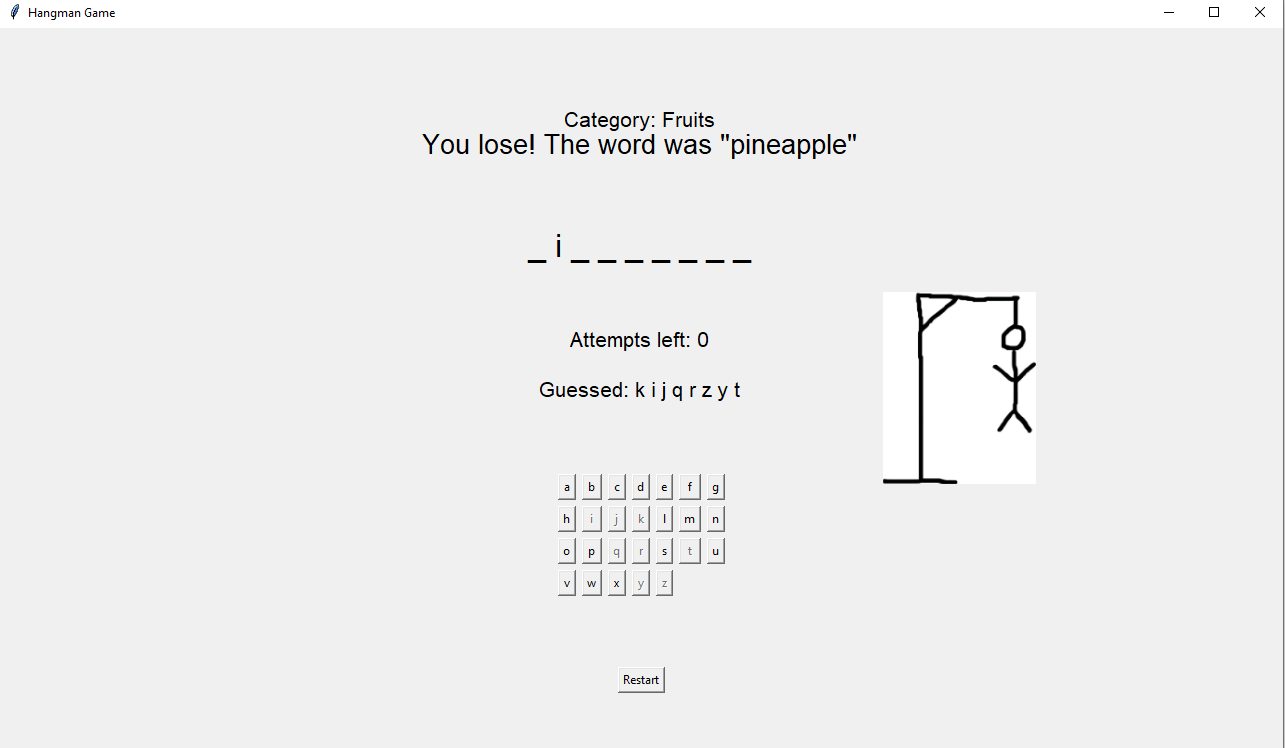 Hangman Game
Category: Fruits
You lose! The word was "pineapple"
_ i _ _ _ _ _ _ _
Attempts left: 0
Guessed: k i j q r z y t
a b c d e f g
h i j k l m n
o p q r s t u
v w x y z
Restart